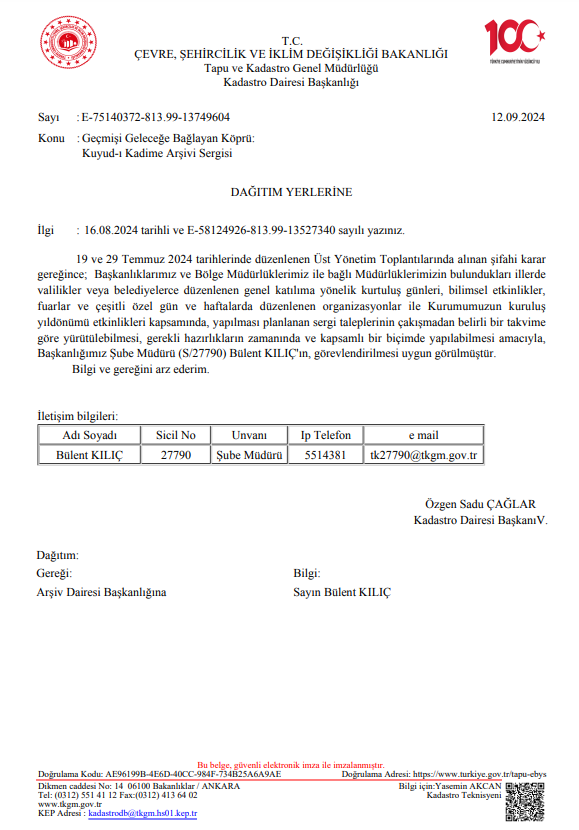 T.C.
ÇEVRE, ŞEHİRCİLİK VE İKLİM DEĞİŞİKLİĞİ BAKANLIĞI
Tapu ve Kadastro Genel Müdürlüğü
Kadastro Dairesi Başkanlığı
100
TÜRKİYE CUMHURİYETİ'NİN YÜZÜNCÜ YILI
Sayı : E-75140372-813.99-13749604 12.09.2024
Konu : Geçmişi Geleceğe Bağlayan Köprü:
Kuyud-ı Kadime Arşivi Sergisi
DAĞITIM YERLERİNE
İlgi : 16.08.2024 tarihli ve E-58124926-813.99-13527340 sayılı yazınız.
19 ve 29 Temmuz 2024 tarihlerinde düzenlenen Üst Yönetim Toplantılarında alınan şifahi karar
gereğince; Başkanlıklarımız ve Bölge Müdürlüklerimiz ile bağlı Müdürlüklerimizin bulundukları illerde
valilikler veya belediyelerce düzenlenen genel katılıma yönelik kurtuluş günleri, bilimsel etkinlikler,
fuarlar ve çeşitli özel gün ve haftalarda düzenlenen organizasyonlar ile Kurumumuzun kuruluş
yıldönümü etkinlikleri kapsamında, yapılması planlanan sergi taleplerinin çakışmadan belirli bir takvime
göre yürütülebilmesi, gerekli hazırlıkların zamanında ve kapsamlı bir biçimde yapılabilmesi amacıyla,
Başkanlığımız Şube Müdürü (S/27790) Bülent KILIÇ'ın, görevlendirilmesi uygun görülmüştür.
Bilgi ve gereğini arz ederim.
İletişim bilgileri:
Adı Soyadı Sicil No Unvanı Ip Telefon e mail
Bülent KILIÇ 27790 Şube Müdürü 5514381 tk27790@tkgm.gov.tr
Özgen Sadu ÇAĞLAR
Kadastro Dairesi BaşkanıV.
Dağıtım:
Gereği: Bilgi:
Arşiv Dairesi Başkanlığına Sayın Bülent KILIÇ
Bu belge, güvenli elektronik imza ile imzalanmıştır.
Doğrulama Kodu: AE96199B-4E6D-40CC-984F-734B25A6A9AE Doğrulama Adresi: https://www.turkiye.gov.tr/tapu-ebys
Dikmen caddesi No: 14 06100 Bakanlıklar / ANKARA Bilgi için:Yasemin AKCAN
Tel: (0312) 551 41 12 Fax:(0312) 413 64 02 Kadastro Teknisyeni
www.tkgm.gov.tr
KEP Adresi : kadastrodb@tkgm.hs01.kep.tr